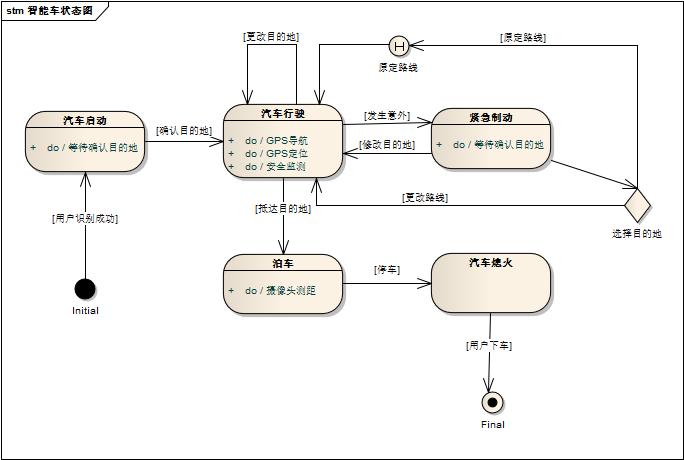 stm 智能车状态图
[更改目的地]
H
[原定路线]
原定路线
汽车启动
+ do / 等待确认目的地
[确认目的地]
汽车行驶
+ do / GPS导航
+ do / GPS定位
+ do / 安全监测
[发生意外]
[修改目的地]
紧急制动
+ do / 等待确认目的地
[用户识别成功]
[抵达目的地]
[更改路线]
选择目的地
泊车
+ do / 摄像头测距
[停车]
汽车熄火
Initial
[用户下车]
Final